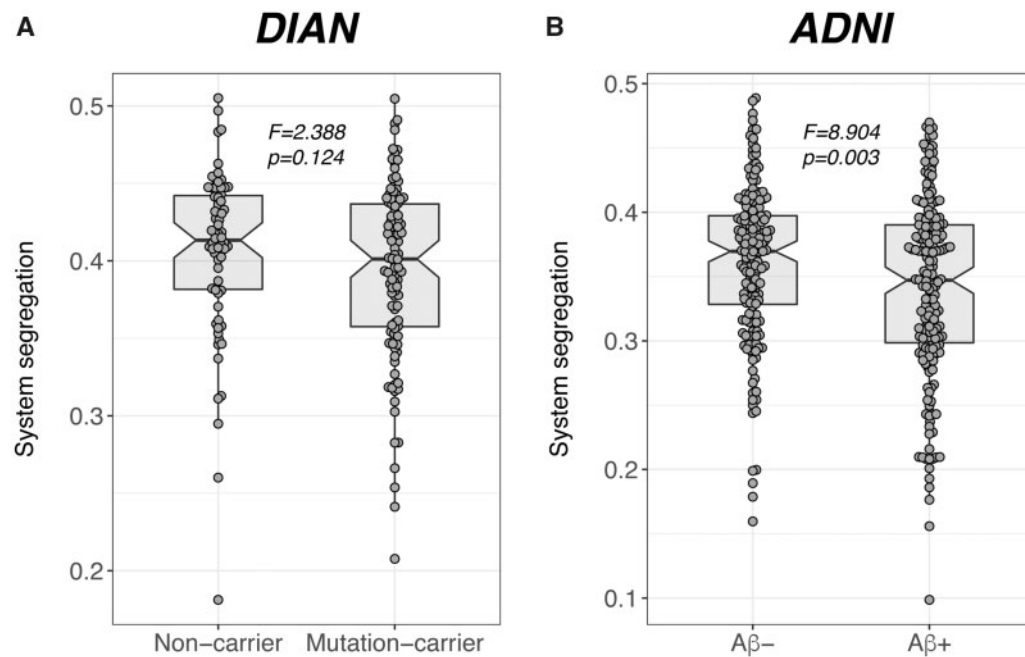 A
DIAN
System segregation
0.5
0.4
0.3
0.2
F=2.388
p=0.124
Non-carrier
Mutation-carrier
B
ADNI
System segregation
0.5
0.4
0.3
0.2
0.1
F=8.904
p=0.003
Aβ-
Aβ+